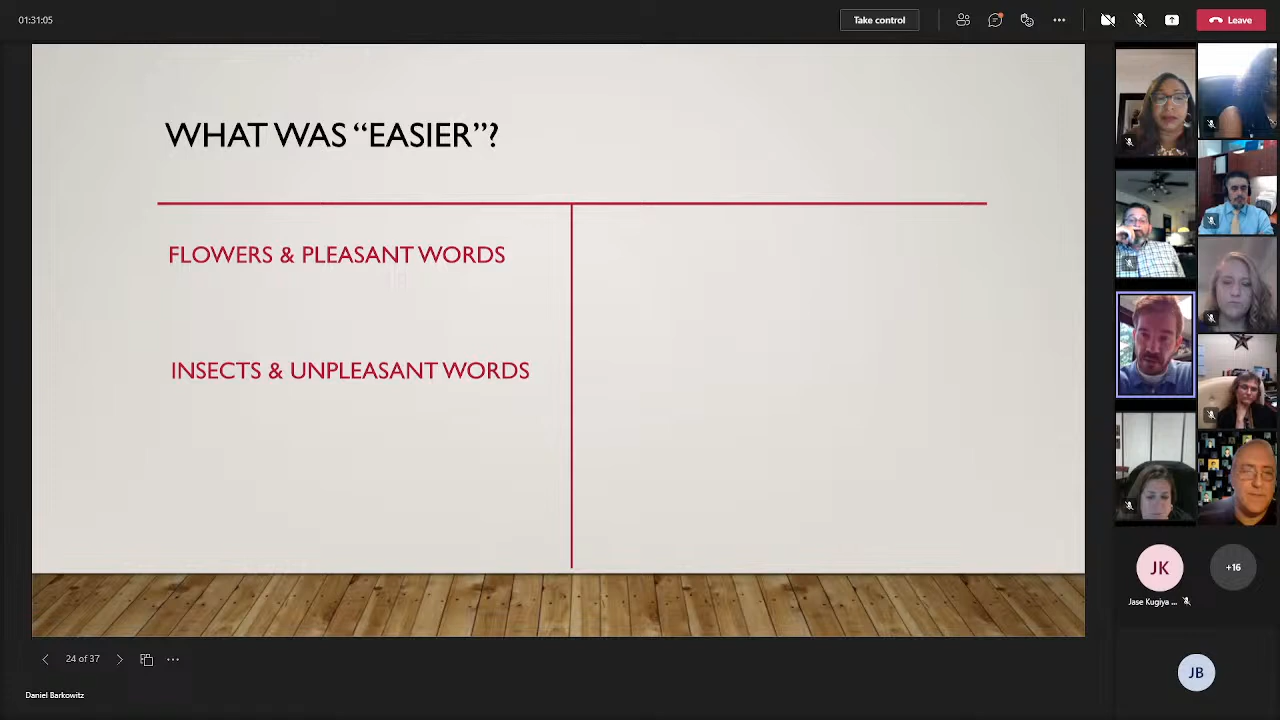 01:31:05
Take control
Leave
WHAT WAS “EASIER”?
FLOWERS & PLEASANT WORDS
INSECTS & UNPLEASANT WORDS
JK
+16
Jase Kugiya ...
JB
24 of 37
Daniel Barkowitz